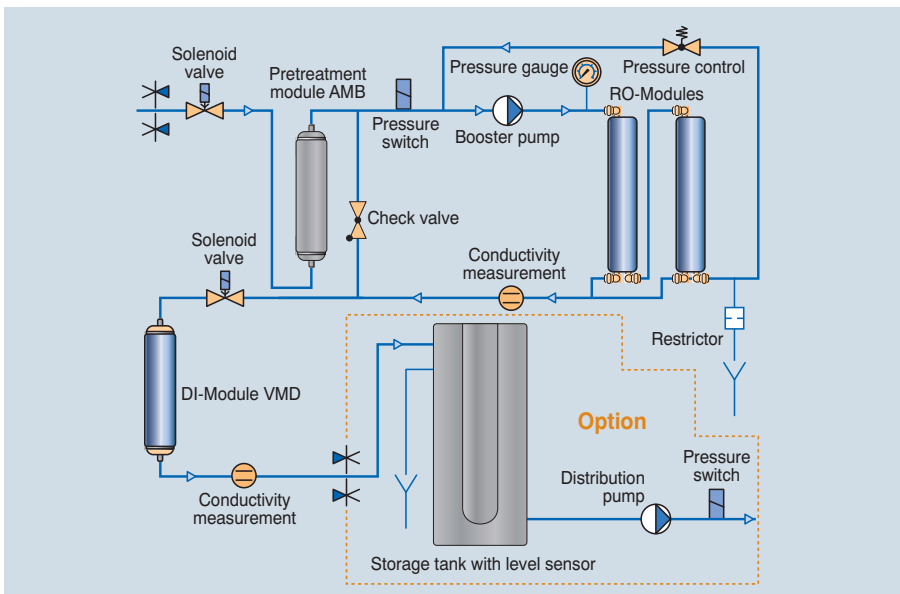 Solenoid
valve
Pretreatment
module AMB
Pressure gauge
Pressure control
RO-Modules
Pressure
switch
Booster pump
Check valve
Solenoid
valve
Conductivity
measurement
Restrictor
DI-Module VMD
Option
Conductivity
measurement
Distribution
pump
Pressure
switch
Storage tank with level sensor